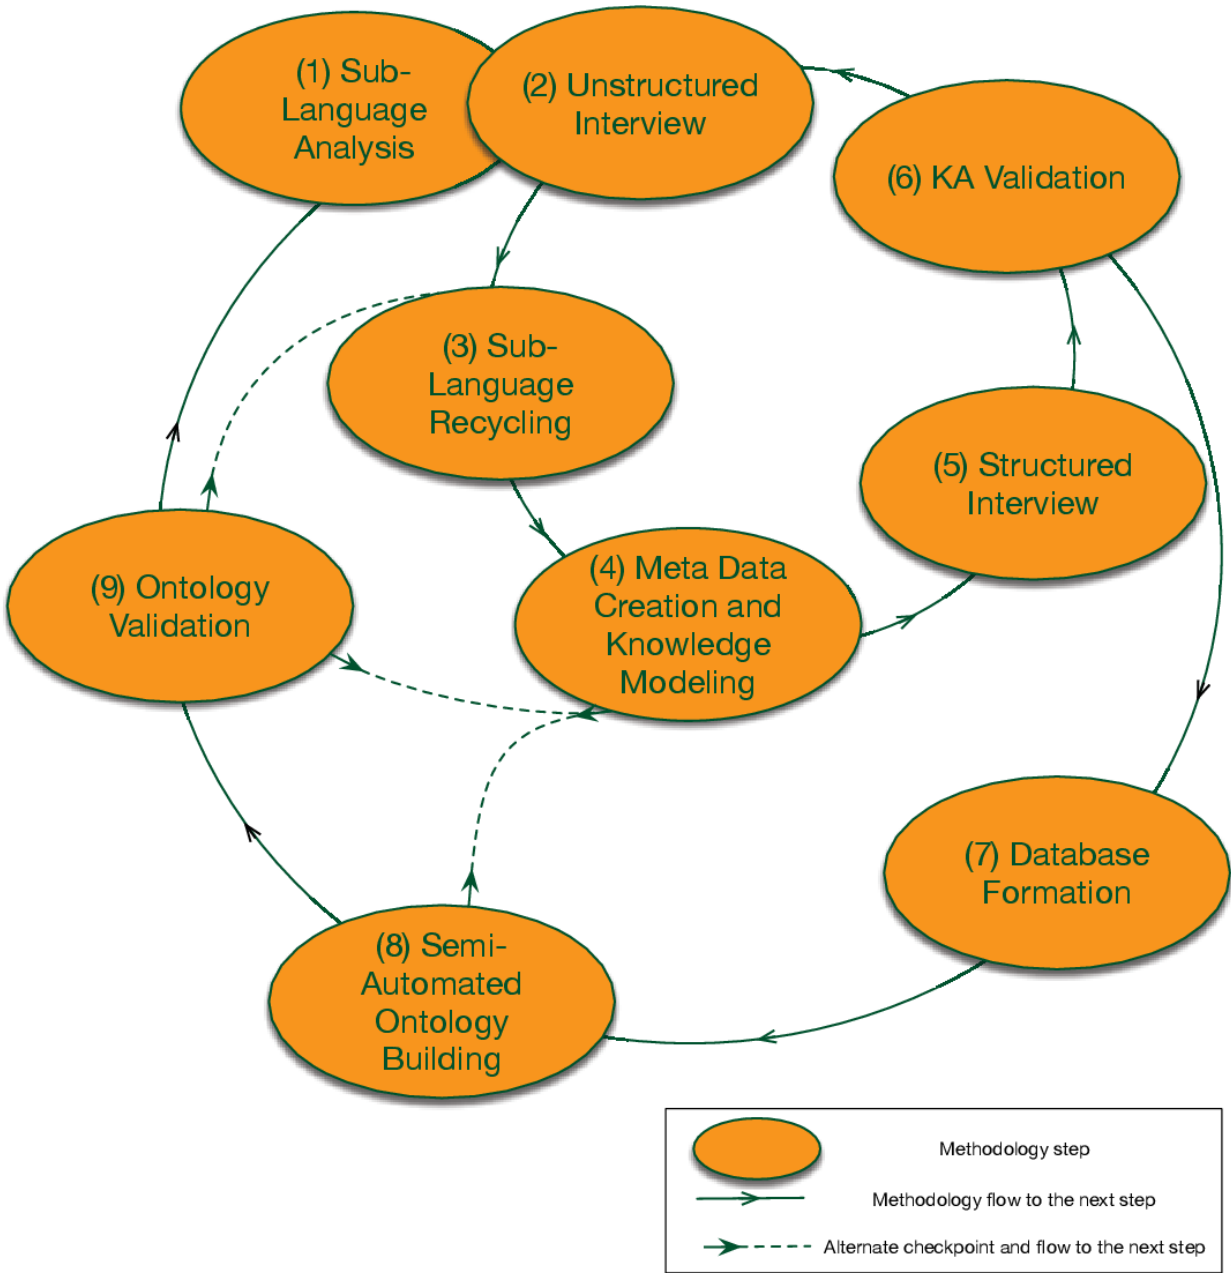 (1) Sub-
Language
Analysis
(2) Unstructured
Interview
(6) KA Validation
(3) Sub-
Language
Recycling
(5) Structured
Interview
(4) Meta Data
Creation and
Knowledge
Modeling
(9) Ontology
Validation
(7) Database
Formation
(8) Semi-
Automated
Ontology
Building
Methodology step
Methodology flow to the next step
Alternate checkpoint and flow to the next step